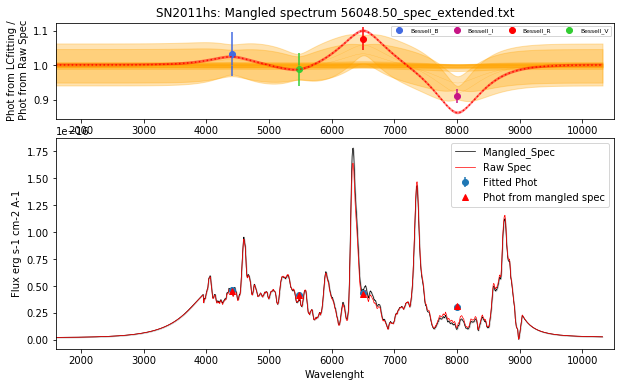 SN2011hs: Mangled spectrum 56048.50_spec_extended.txt
Phot from LCfitting /
Phot from Raw Spec
1.1
1.0
0.9
Bessell_B
Bessell_I
Bessell_R
Bessell_V
2000 3000 4000 5000 6000 7000 8000 9000 10000
1e−16
Flux erg s-1 cm-2 A-1
1.75
1.50
1.25
1.00
0.75
0.50
0.25
0.00
Mangled_Spec
Raw Spec
Fitted Phot
Phot from mangled spec
2000 3000 4000 5000 6000 7000 8000 9000 10000
Wavelenght